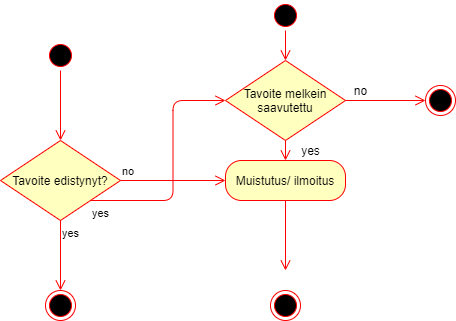 Tavoite melkein
saavutettu
no
yes
Tavoite edistynyt?
no
Muistutus/ ilmoitus
yes
yes